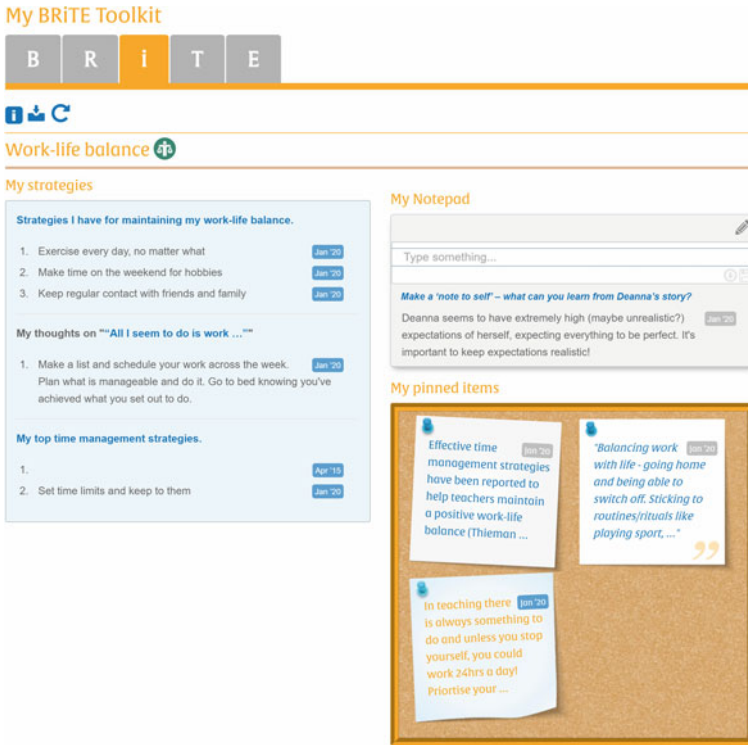 My BRiTE Toolkit
B R i T E
Work-life balance
My strategies
Strategies I have for maintaining my work-life balance.
1. Exercise every day, no matter what Jan '20
2. Make time on the weekend for hobbies Jan '20
3. Keep regular contact with friends and family Jan '20
My thoughts on ""All I seem to do is work …""
1. Make a list and schedule your work across the week. Jan '20
Plan what is manageable and do it. Go to bed knowing you've
achieved what you set out to do.
My top time management strategies.
1. Apr '15
2. Set time limits and keep to them Jan '20
My Notepad
Type something...
Make a 'note to self' – what can you learn from Deanna's story?
Deanna seems to have extremely high (maybe unrealistic?) Jan '20
expectations of herself, expecting everything to be perfect. It's
important to keep expectations realistic!
My pinned items
Effective time Jan '20
management strategies
have been reported to
help teachers maintain
a positive work-life
balance (Thieman ...
"Balancing work Jan '20
with life - going home
and being able to
switch off. Sticking to
routines/rituals like
playing sport, ..."
”
In teaching there Jan '20
is always something to
do and unless you stop
yourself, you could
work 24hrs a day!
Priortise your ...